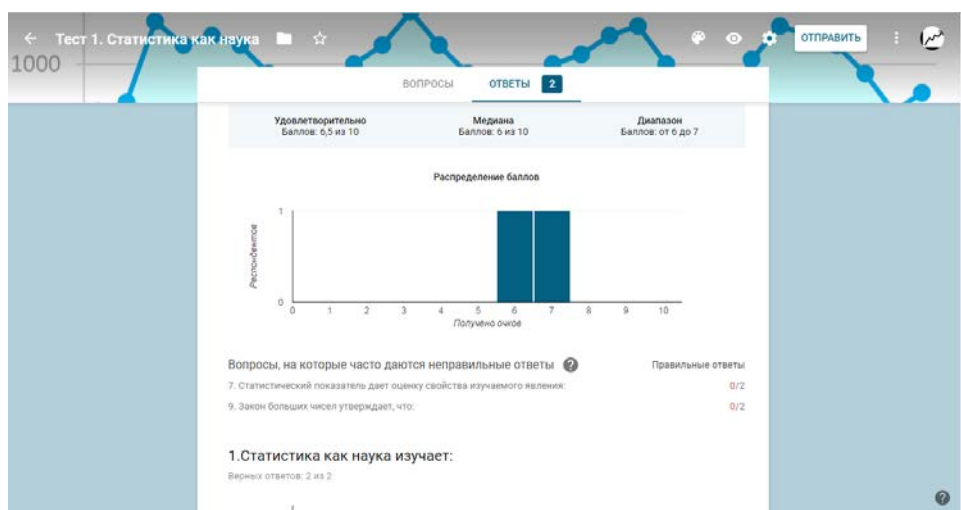 Тест 1. Статистика как наука
ОТПРАВИТЬ
1000
ВОПРОСЫ ОТВЕТЫ 2
Удовлетворительно Медиана Диапазон
Баллов: 6,5 из 10 Баллов: 6 из 10 Баллов: от 6 до 7
Распределение баллов
Респондентов
1
0
0 1 2 3 4 5 6 7 8 9 10
Получено очков
Вопросы, на которые часто даются неправильные ответы ? Правильные ответы
7. Статистический показатель дает оценку свойства изучаемого явления: 0/2
9. Закон больших чисел утверждает, что: 0/2
1.Статистика как наука изучает:
Верных ответов: 2 из 2
?